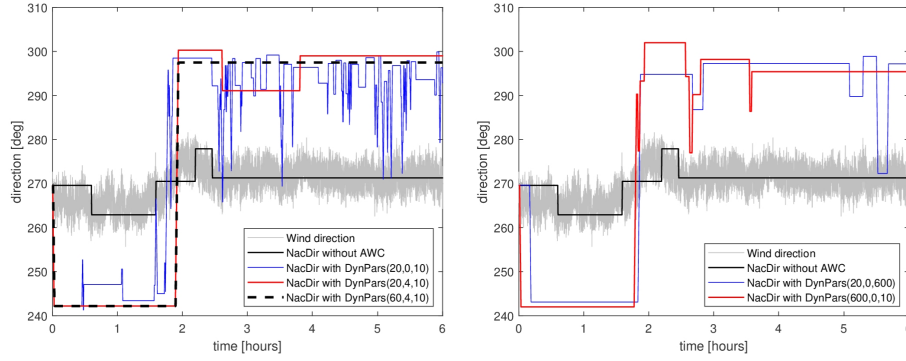 310
300
290
280
270
260
250
240
0
1
2
3
4
5
6
direction [deg]
time [hours]
Wind direction
NacDir without AWC
NacDir with DynPars(20,0,10)
NacDir with DynPars(20,4,10)
NacDir with DynPars(60,4,10)
310
300
290
280
270
260
250
240
0
1
2
3
4
5
6
direction [deg]
time [hours]
Wind direction
NacDir without AWC
NacDir with DynPars(20,0,600)
NacDir with DynPars(600,0,10)